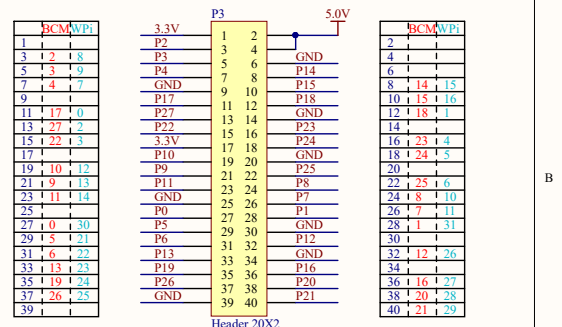 P3
5.0V
BCM WPi
1
3 2 8
5 3 9
7 4 7
9
11 17 0
13 27 2
15 22 3
17
19 10 12
21 9 13
23 11 14
25
27 0 30
29 5 21
31 6 22
33 13 23
35 19 24
37 26 25
39
3.3V 1 2
P2 3 4
P3 5 6 GND
P4 7 8 P14
GND 9 10 P15
P17 11 12 P18
P27 13 14 GND
P22 15 16 P23
3.3V 17 18 P24
P10 19 20 GND
P9 21 22 P25
P11 23 24 P8
GND 25 26 P7
P0 27 28 P1
P5 29 30 GND
P6 31 32 P12
P13 33 34 GND
P19 35 36 P16
P26 37 38 P20
GND 39 40 P21
Header 20X2
BCM WPi
2
4
6
8 14 15
10 15 16
12 18 1
14
16 23 4
18 24 5
20
22 25 6
24 8 10
26 7 11
28 1 31
30
32 12 26
34
36 16 27
38 20 28
40 21 29
B